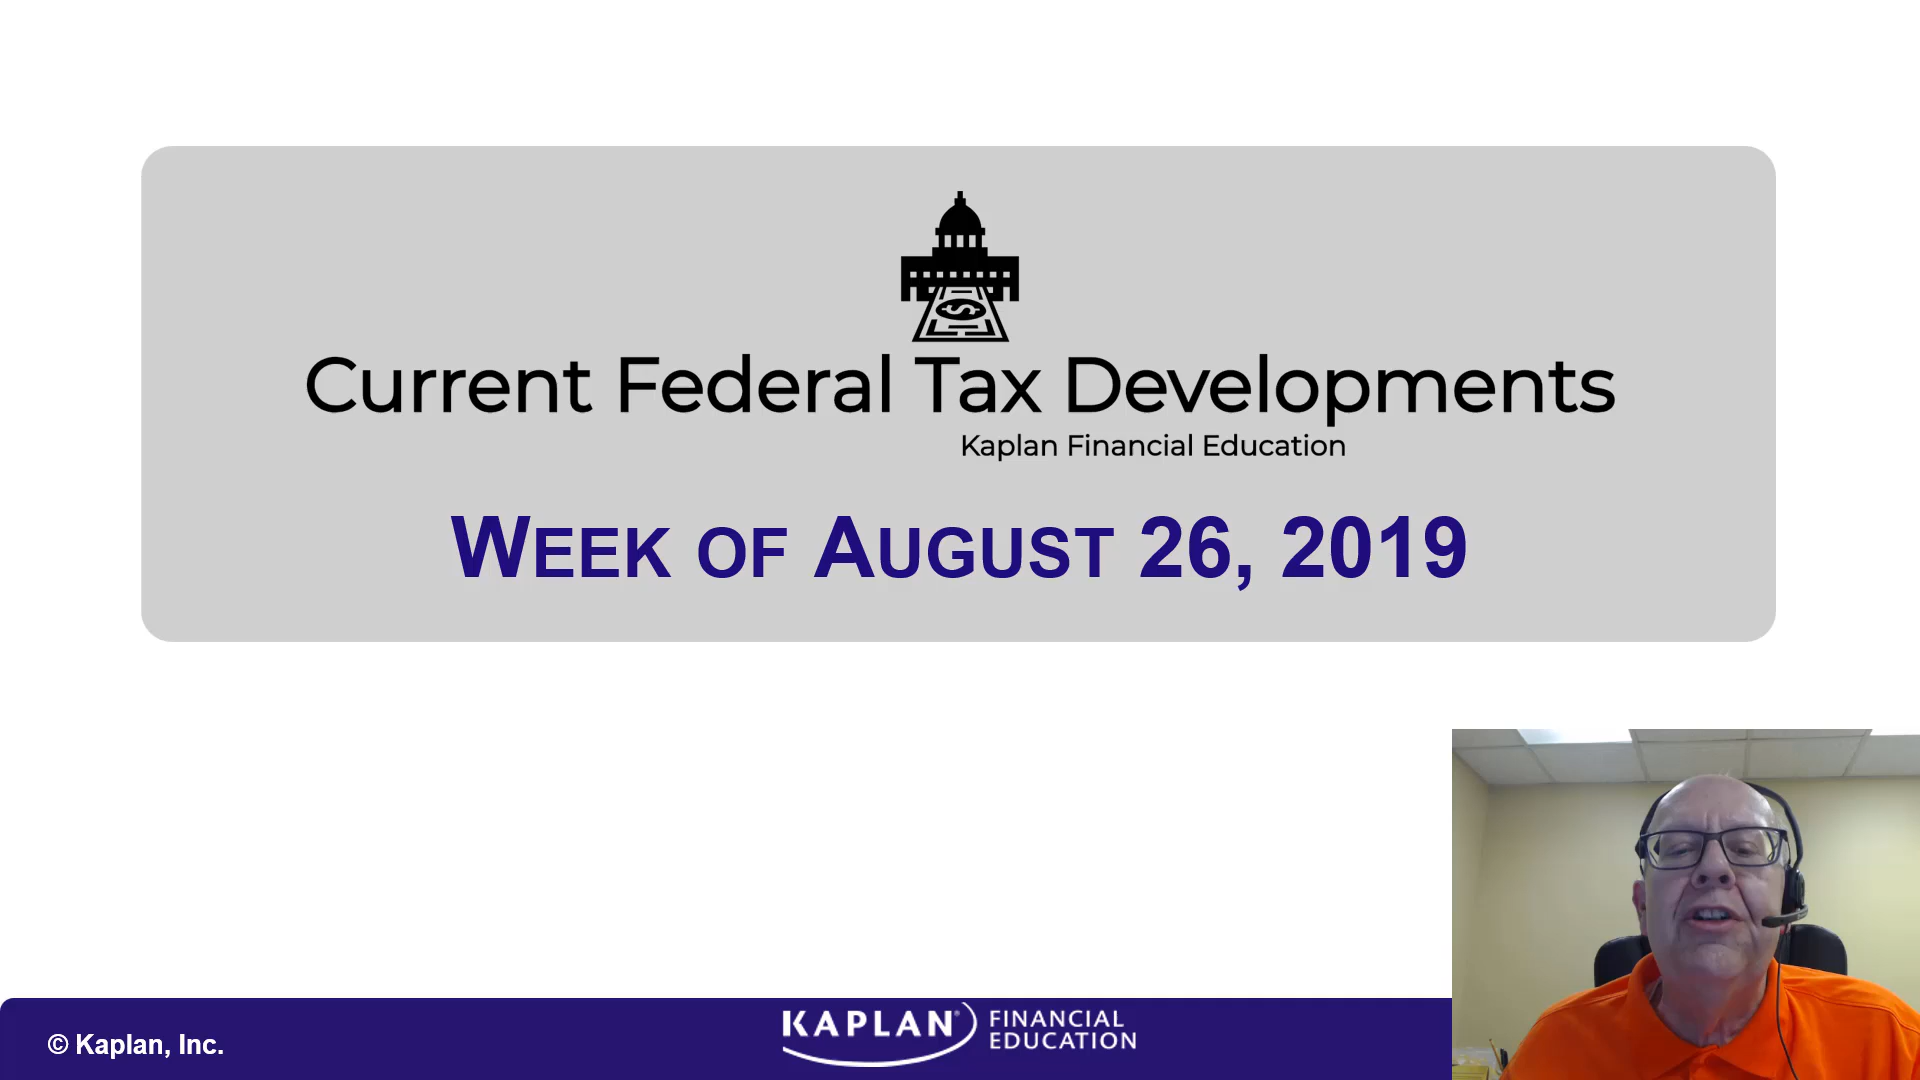 Current Federal Tax Developments
Kaplan Financial Education
WEEK OF AUGUST 26, 2019
© Kaplan, Inc.
KAPLAN® FINANCIAL
EDUCATION